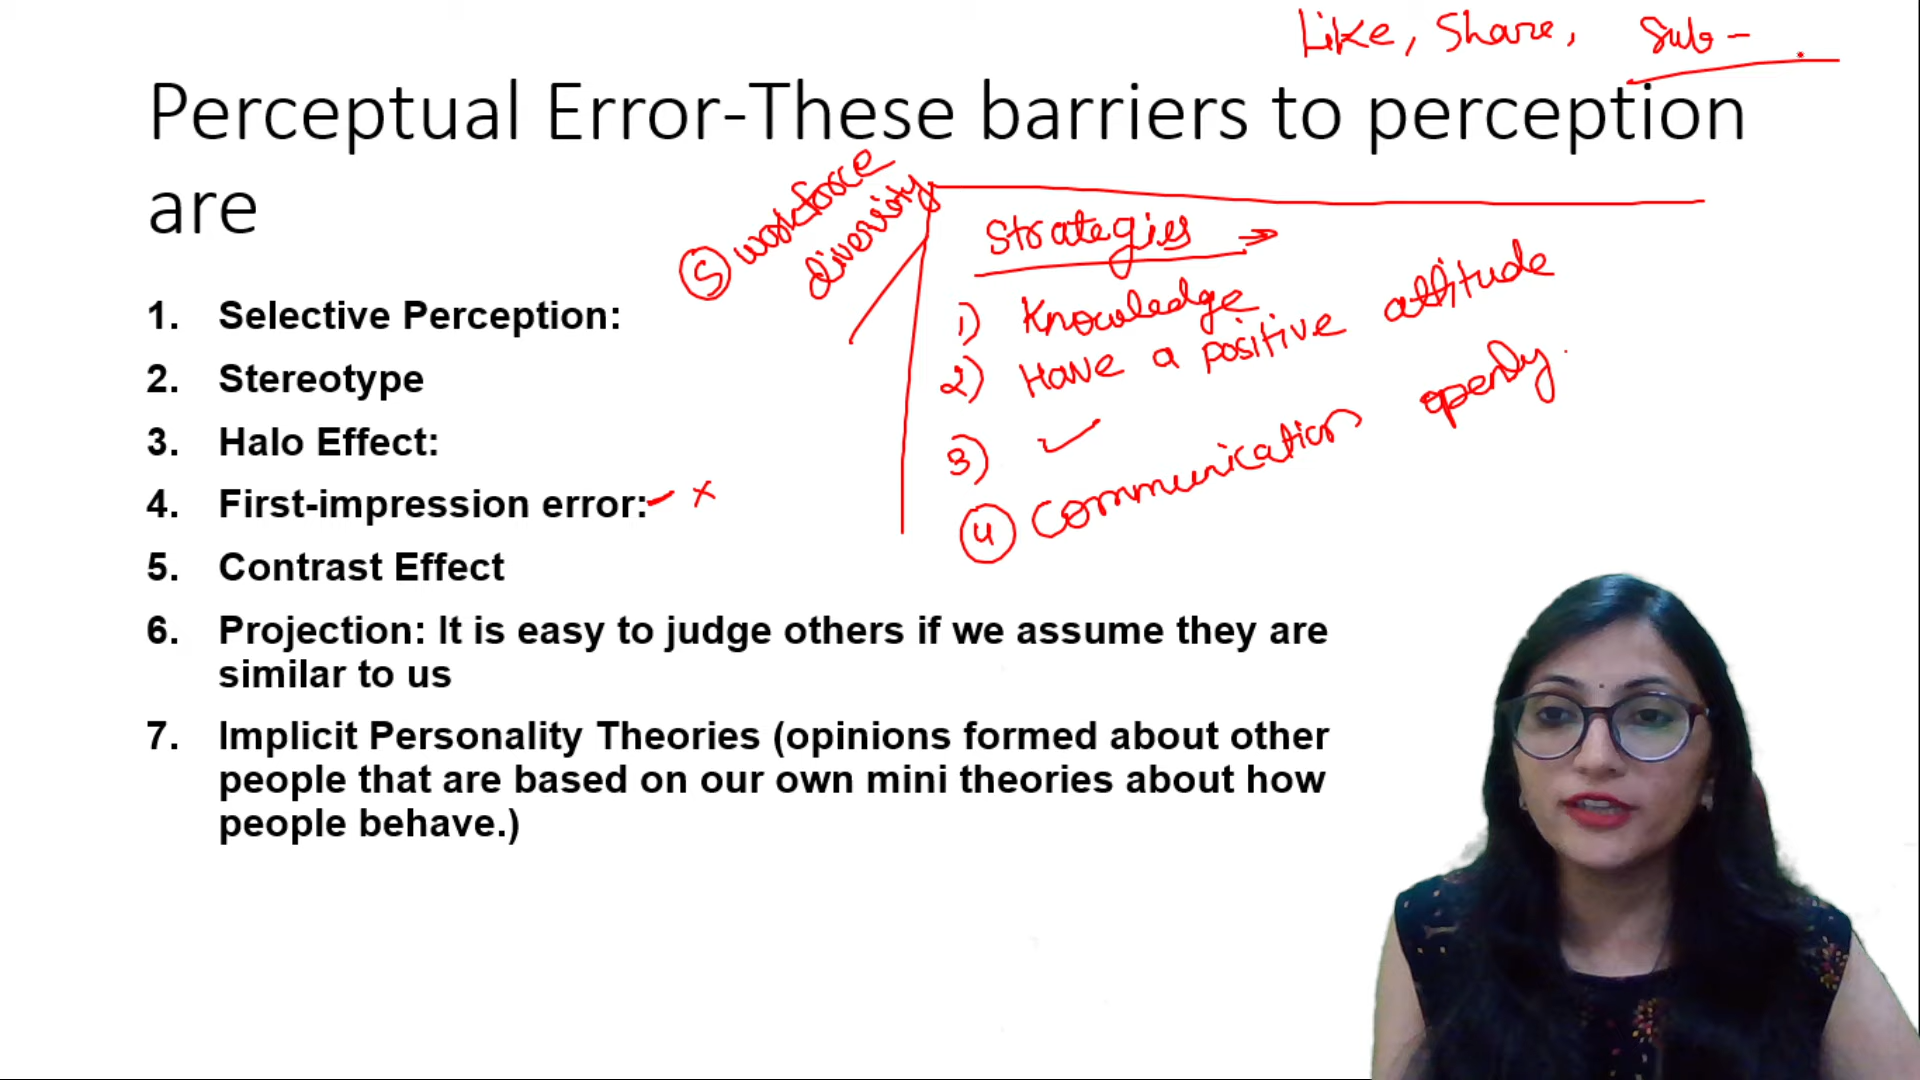 Like, Share, Sub -
Perceptual Error-These barriers to perception
are
⑤ workforce
diversity
Strategies →
1) Knowledge
2) Have a positive attitude
3) ✓
④ Communication openly.
1. Selective Perception:
2. Stereotype
3. Halo Effect:
4. First-impression error: - x
5. Contrast Effect
6. Projection: It is easy to judge others if we assume they are
similar to us
7. Implicit Personality Theories (opinions formed about other
people that are based on our own mini theories about how
people behave.)